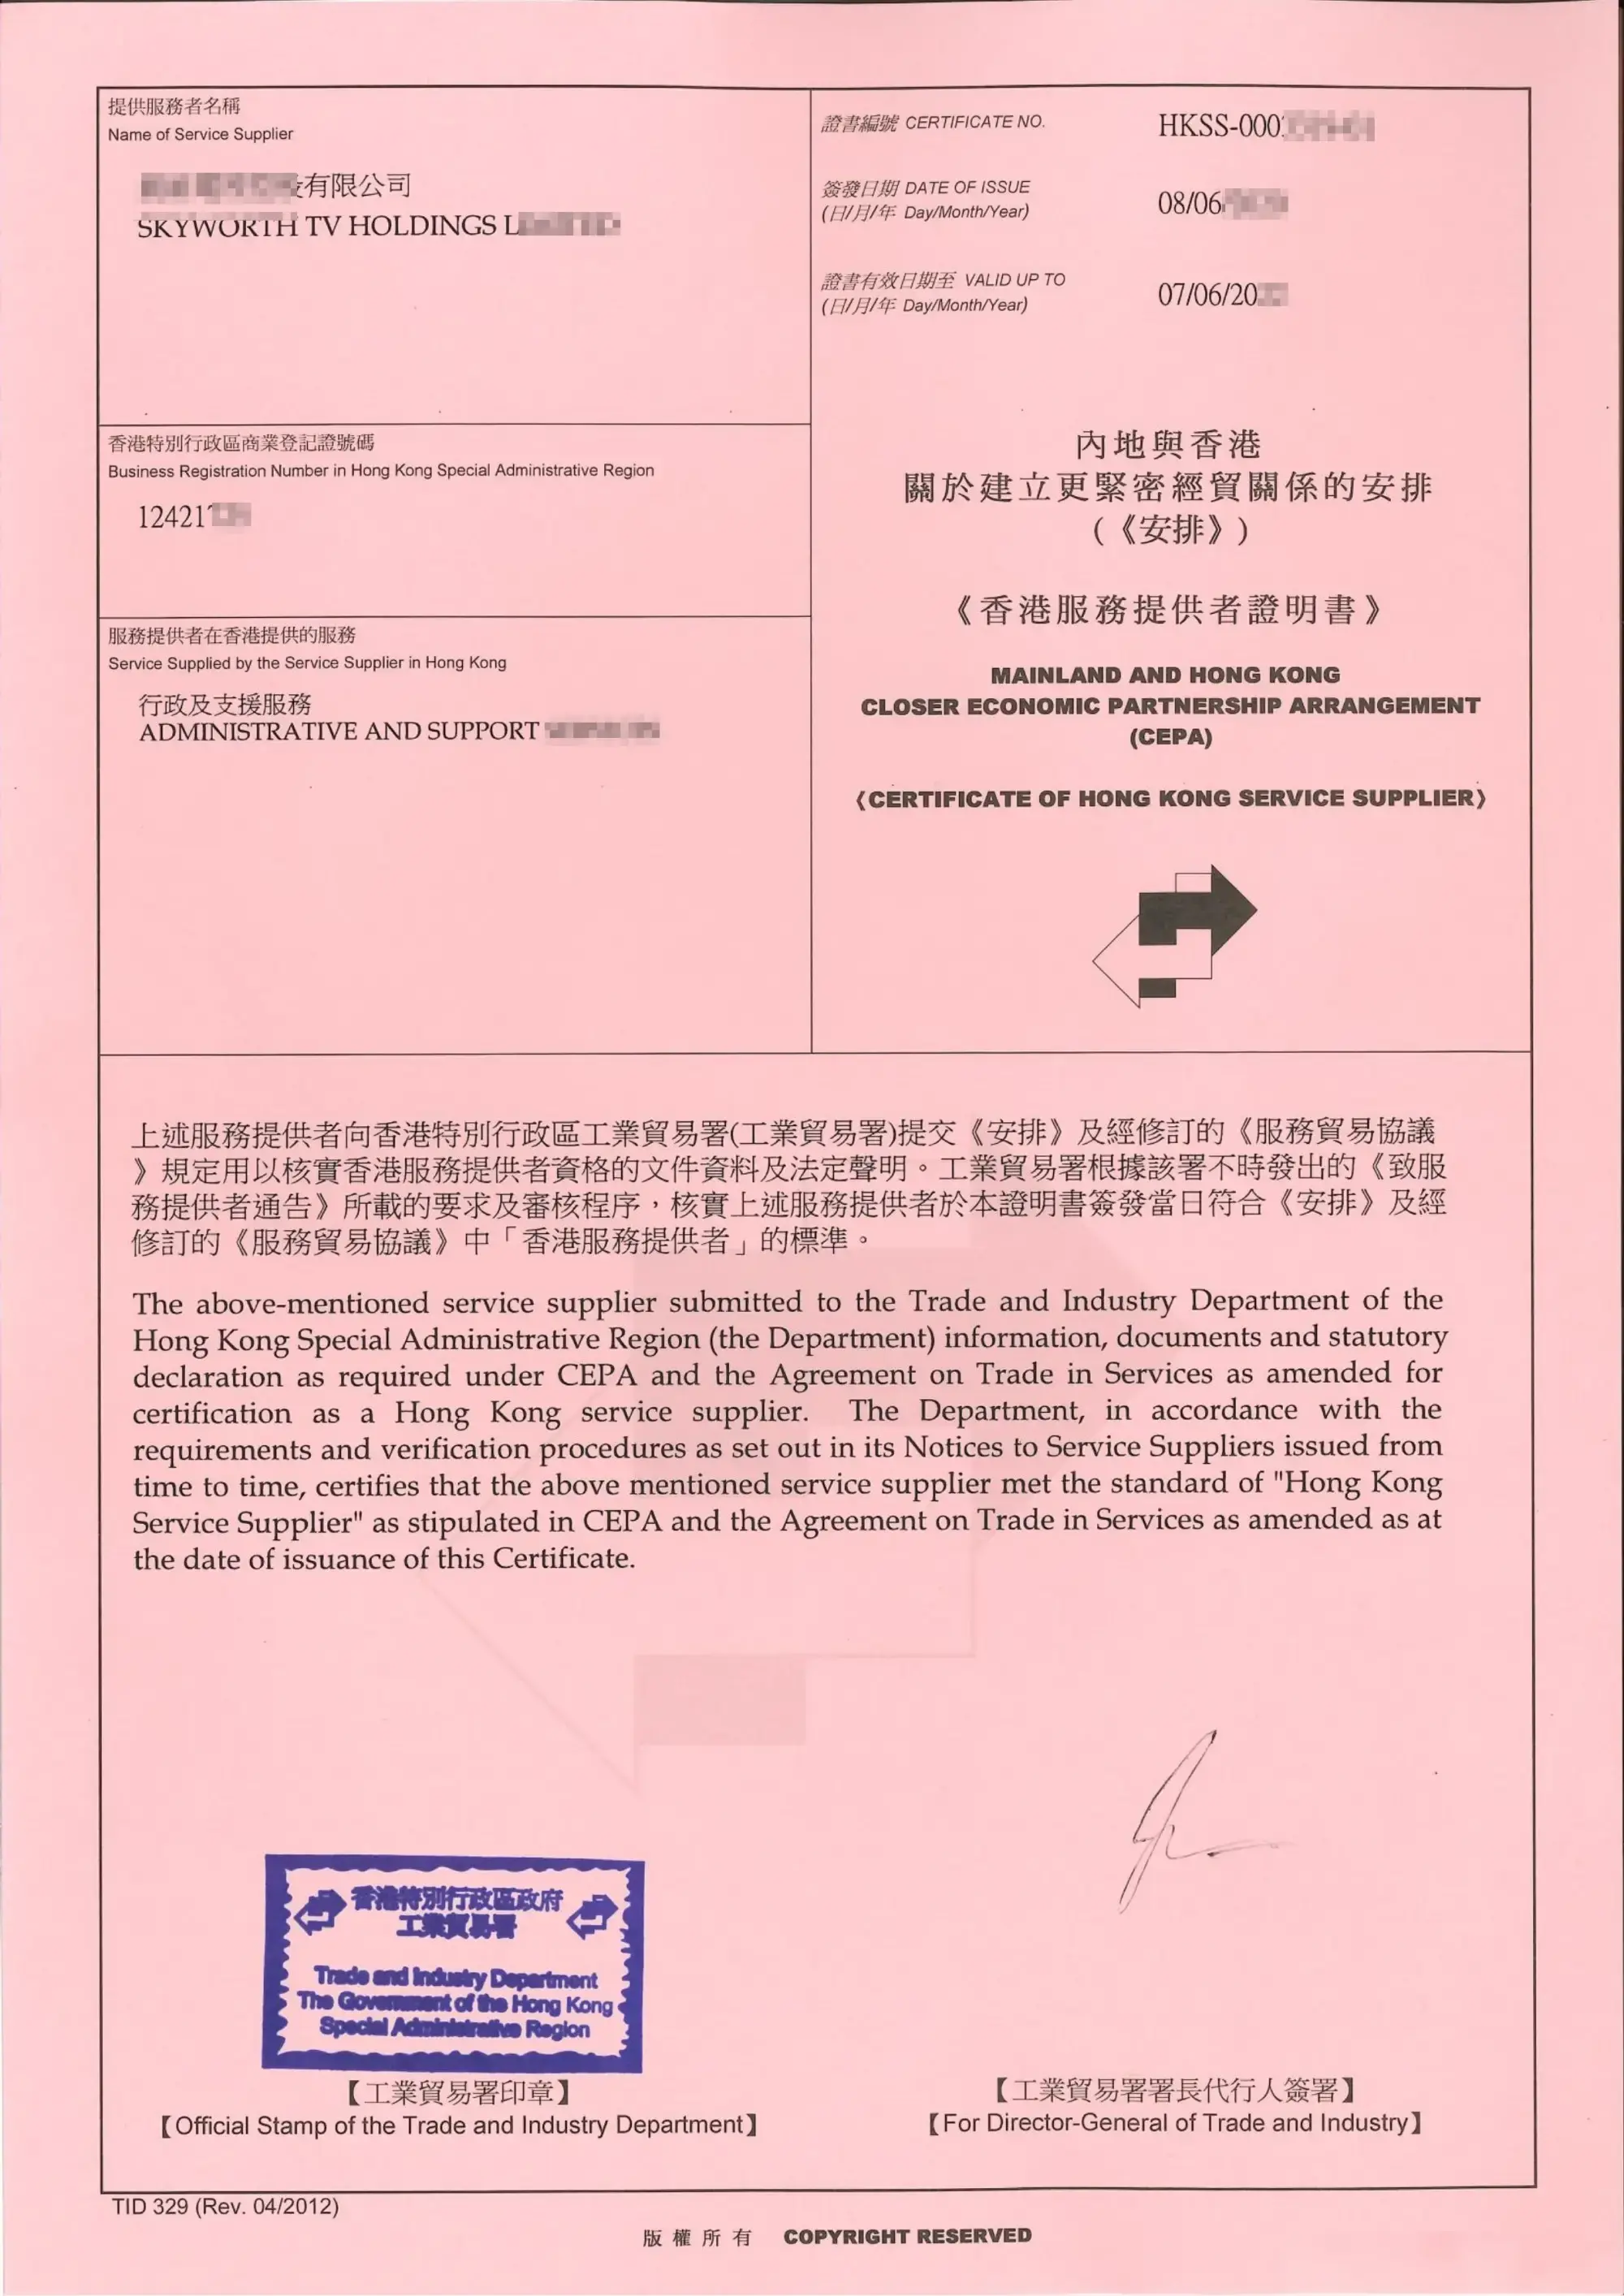 提供服務者名稱
Name of Service Supplier
有限公司
SKYWORTH TV HOLDINGS
證書編號 CERTIFICATE NO.
HKSS-000
簽發日期 DATE OF ISSUE
(日/月/年 Day/Month/Year)
08/06
證書有效日期至 VALID UP TO
(日/月/年 Day/Month/Year)
07/06/20
香港特別行政區商業登記證號碼
Business Registration Number in Hong Kong Special Administrative Region
12421
服務提供者在香港提供的服務
Service Supplied by the Service Supplier in Hong Kong
行政及支援服務
ADMINISTRATIVE AND SUPPORT
內地與香港
關於建立更緊密經貿關係的安排
(《安排》)
《香港服務提供者證明書》
MAINLAND AND HONG KONG
CLOSER ECONOMIC PARTNERSHIP ARRANGEMENT
(CEPA)
〈CERTIFICATE OF HONG KONG SERVICE SUPPLIER〉
上述服務提供者向香港特別行政區工業貿易署(工業貿易署)提交《安排》及經修訂的《服務貿易協議
》規定用以核實香港服務提供者資格的文件資料及法定聲明。工業貿易署根據該署不時發出的《致服
務提供者通告》所載的要求及審核程序，核實上述服務提供者於本證明書簽發當日符合《安排》及經
修訂的《服務貿易協議》中「香港服務提供者」的標準。
The above-mentioned service supplier submitted to the Trade and Industry Department of the
Hong Kong Special Administrative Region (the Department) information, documents and statutory
declaration as required under CEPA and the Agreement on Trade in Services as amended for
certification as a Hong Kong service supplier. The Department, in accordance with the
requirements and verification procedures as set out in its Notices to Service Suppliers issued from
time to time, certifies that the above mentioned service supplier met the standard of "Hong Kong
Service Supplier" as stipulated in CEPA and the Agreement on Trade in Services as amended as at
the date of issuance of this Certificate.
香港特別行政區政府
工業貿易署
Trade and Industry Department
The Government of the Hong Kong
Special Administrative Region
【工業貿易署印章】
【Official Stamp of the Trade and Industry Department】
【工業貿易署署長代行人簽署】
【For Director-General of Trade and Industry】
TID 329 (Rev. 04/2012)
版權所有 COPYRIGHT RESERVED